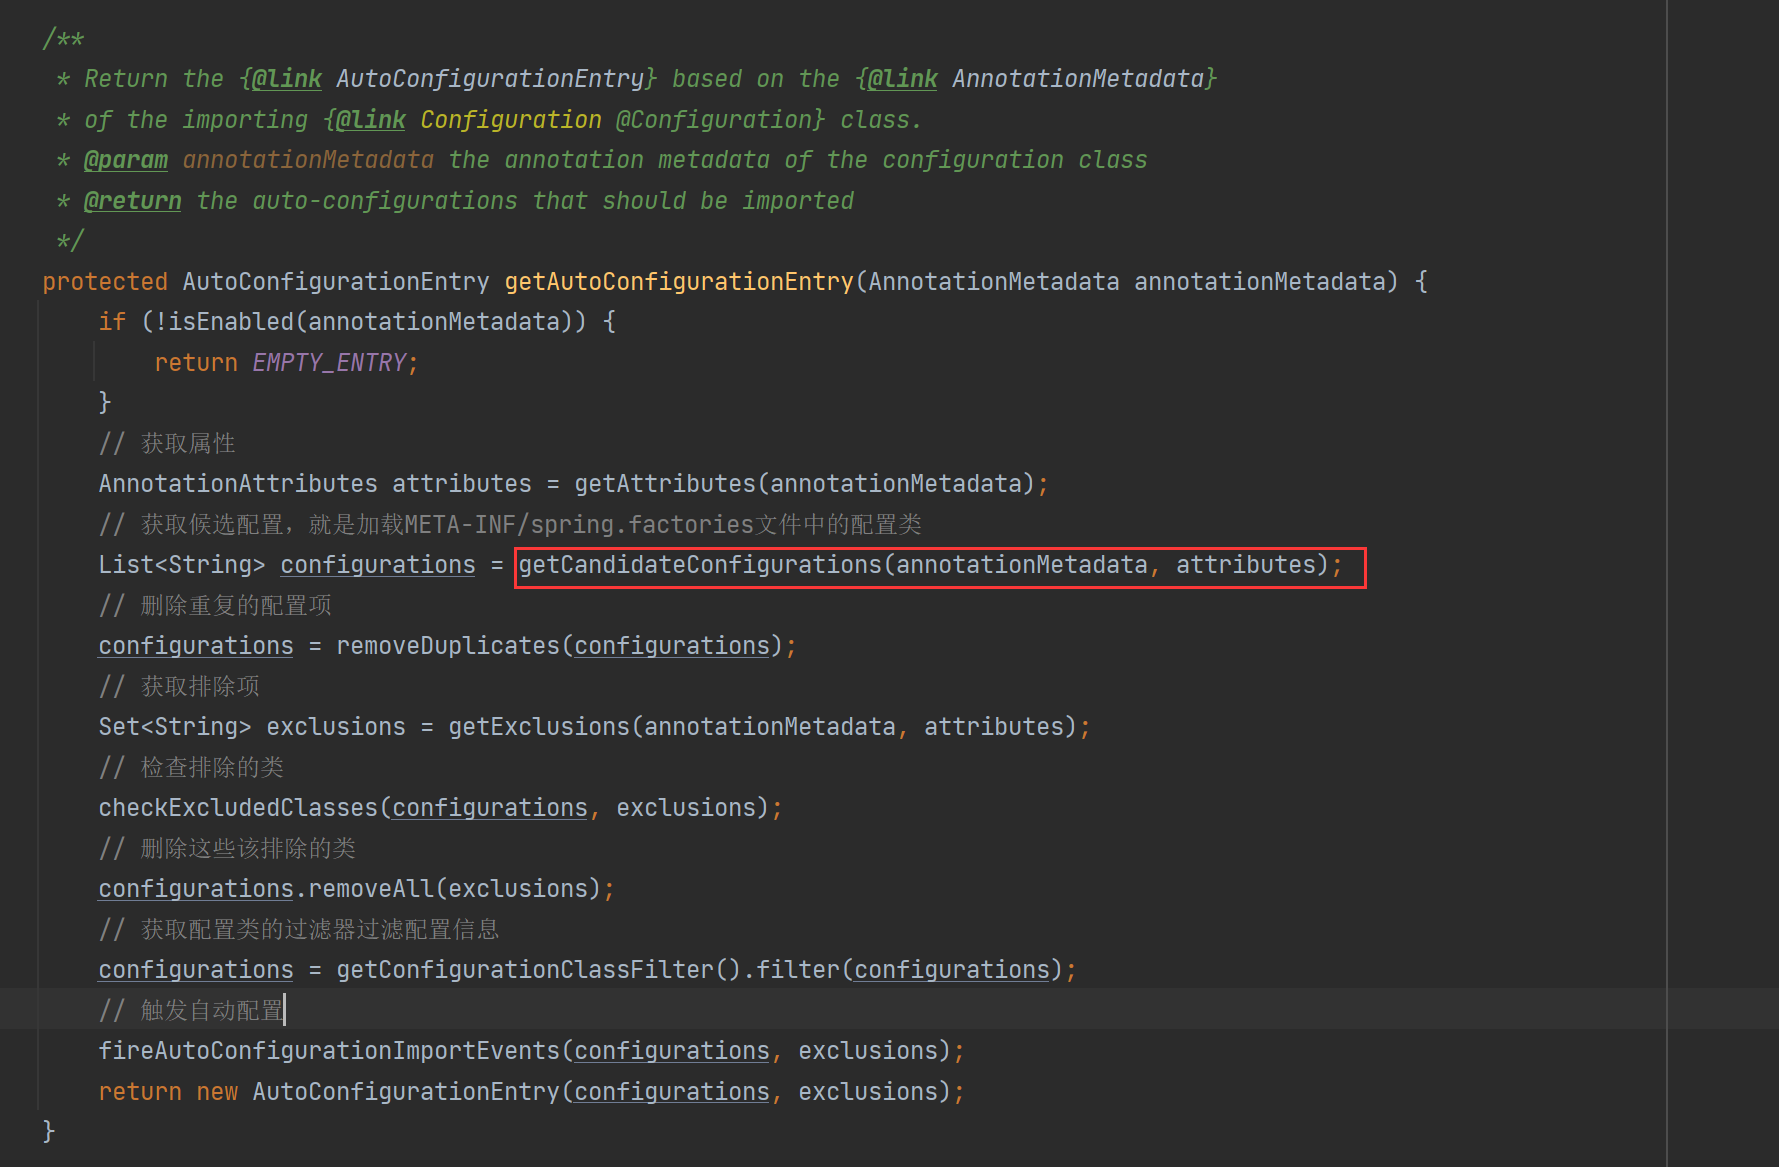 /**
 * Return the {@link AutoConfigurationEntry} based on the {@link AnnotationMetadata}
 * of the importing {@link Configuration @Configuration} class.
 * @param annotationMetadata the annotation metadata of the configuration class
 * @return the auto-configurations that should be imported
 */
protected AutoConfigurationEntry getAutoConfigurationEntry(AnnotationMetadata annotationMetadata) {
    if (!isEnabled(annotationMetadata)) {
        return EMPTY_ENTRY;
    }
    // 获取属性
    AnnotationAttributes attributes = getAttributes(annotationMetadata);
    // 获取候选配置，就是加载META-INF/spring.factories文件中的配置类
    List<String> configurations = getCandidateConfigurations(annotationMetadata, attributes);
    // 删除重复的配置项
    configurations = removeDuplicates(configurations);
    // 获取排除项
    Set<String> exclusions = getExclusions(annotationMetadata, attributes);
    // 检查排除的类
    checkExcludedClasses(configurations, exclusions);
    // 删除这些该排除的类
    configurations.removeAll(exclusions);
    // 获取配置类的过滤器过滤配置信息
    configurations = getConfigurationClassFilter().filter(configurations);
    // 触发自动配置
    fireAutoConfigurationImportEvents(configurations, exclusions);
    return new AutoConfigurationEntry(configurations, exclusions);
}